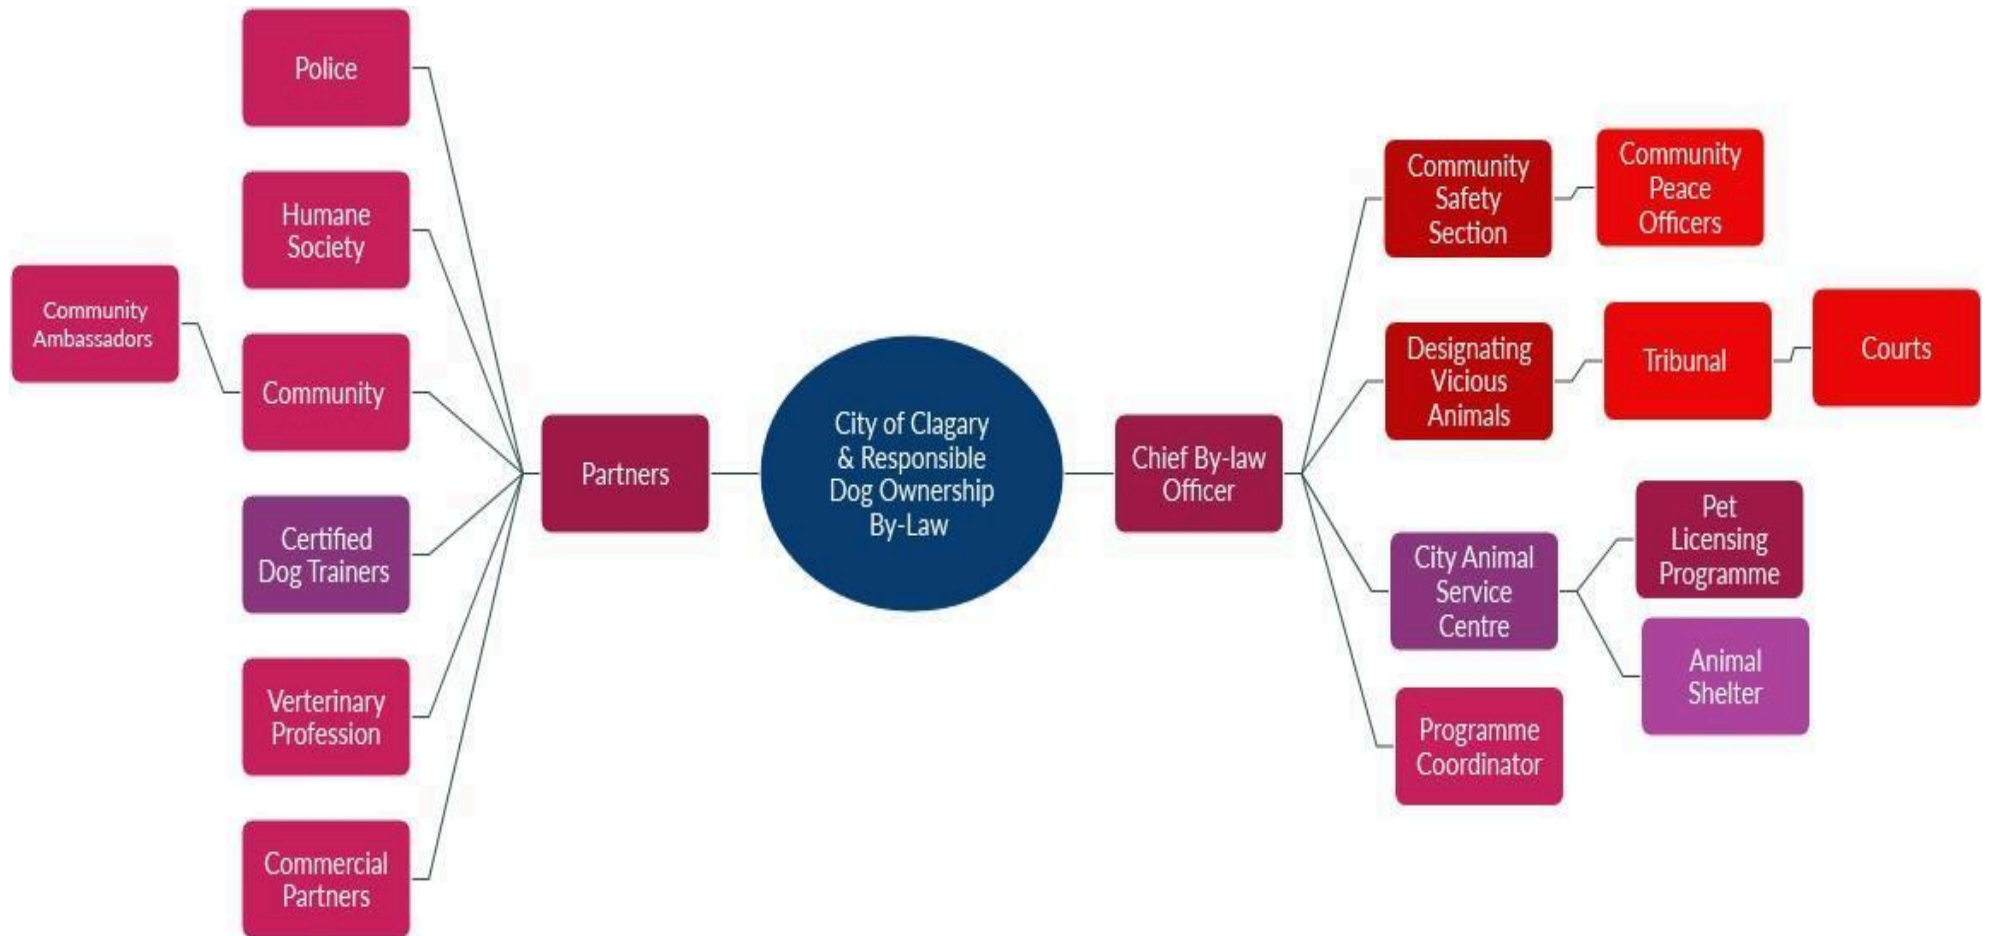 Police
Humane
Society
Community
Ambassadors
Community
Certified
Dog Trainers
Verterinary
Profession
Commercial
Partners
Partners
City of Clagary
& Responsible
Dog Ownership
By-Law
Chief By-law
Officer
Community
Safety
Section
Community
Peace
Officers
Designating
Vicious
Animals
Tribunal
Courts
City Animal
Service
Centre
Pet
Licensing
Programme
Animal
Shelter
Programme
Coordinator